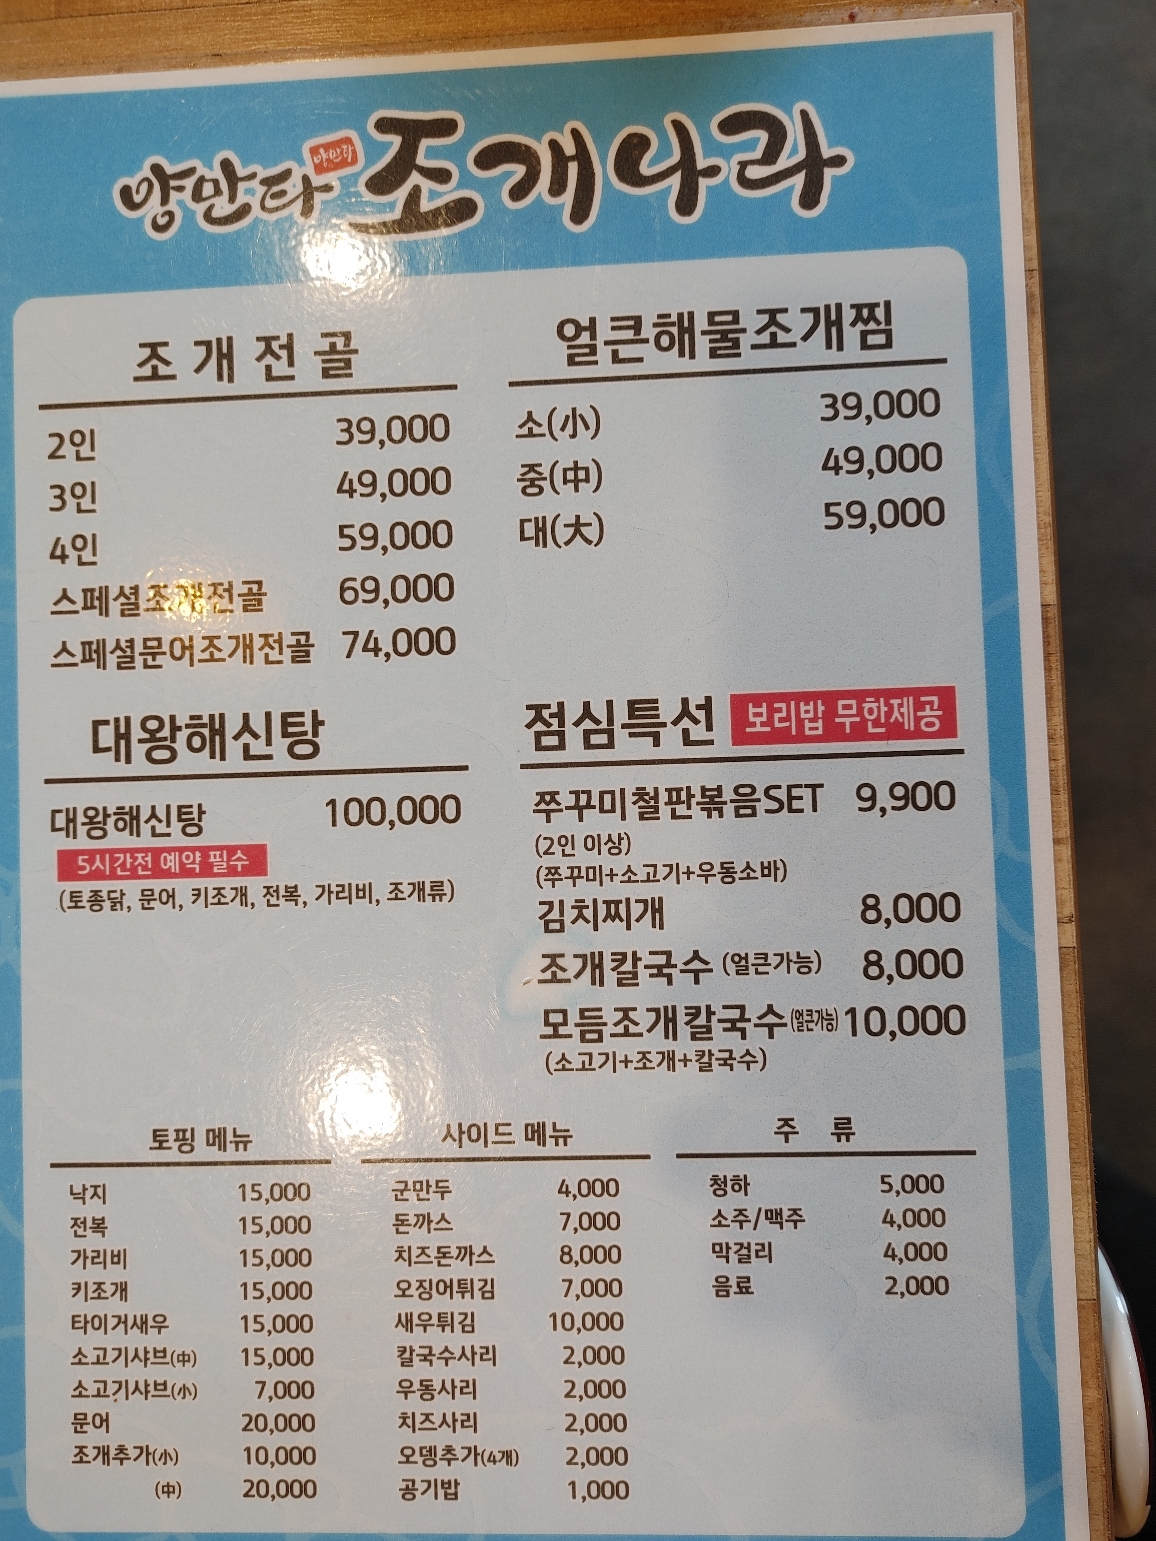 양만타 양만타 조개나라
조개전골
2인 39,000
3인 49,000
4인 59,000
스페셜조개전골 69,000
스페셜문어조개전골 74,000
얼큰해물조개찜
소(小) 39,000
중(中) 49,000
대(大) 59,000
대왕해신탕
대왕해신탕 100,000
5시간전 예약 필수
(토종닭, 문어, 키조개, 전복, 가리비, 조개류)
점심특선 보리밥 무한제공
쭈꾸미철판볶음SET 9,900
(2인 이상)
(쭈꾸미+소고기+우동소바)
김치찌개 8,000
조개칼국수 (얼큰가능) 8,000
모듬조개칼국수(얼큰가능) 10,000
(소고기+조개+칼국수)
토핑 메뉴
낙지 15,000
전복 15,000
가리비 15,000
키조개 15,000
타이거새우 15,000
소고기샤브(中) 15,000
소고기샤브(小) 7,000
문어 20,000
조개추가(小) 10,000
(中) 20,000
사이드 메뉴
군만두 4,000
돈까스 7,000
치즈돈까스 8,000
오징어튀김 7,000
새우튀김 10,000
칼국수사리 2,000
우동사리 2,000
치즈사리 2,000
오뎅추가(4개) 2,000
공기밥 1,000
주 류
청하 5,000
소주/맥주 4,000
막걸리 4,000
음료 2,000